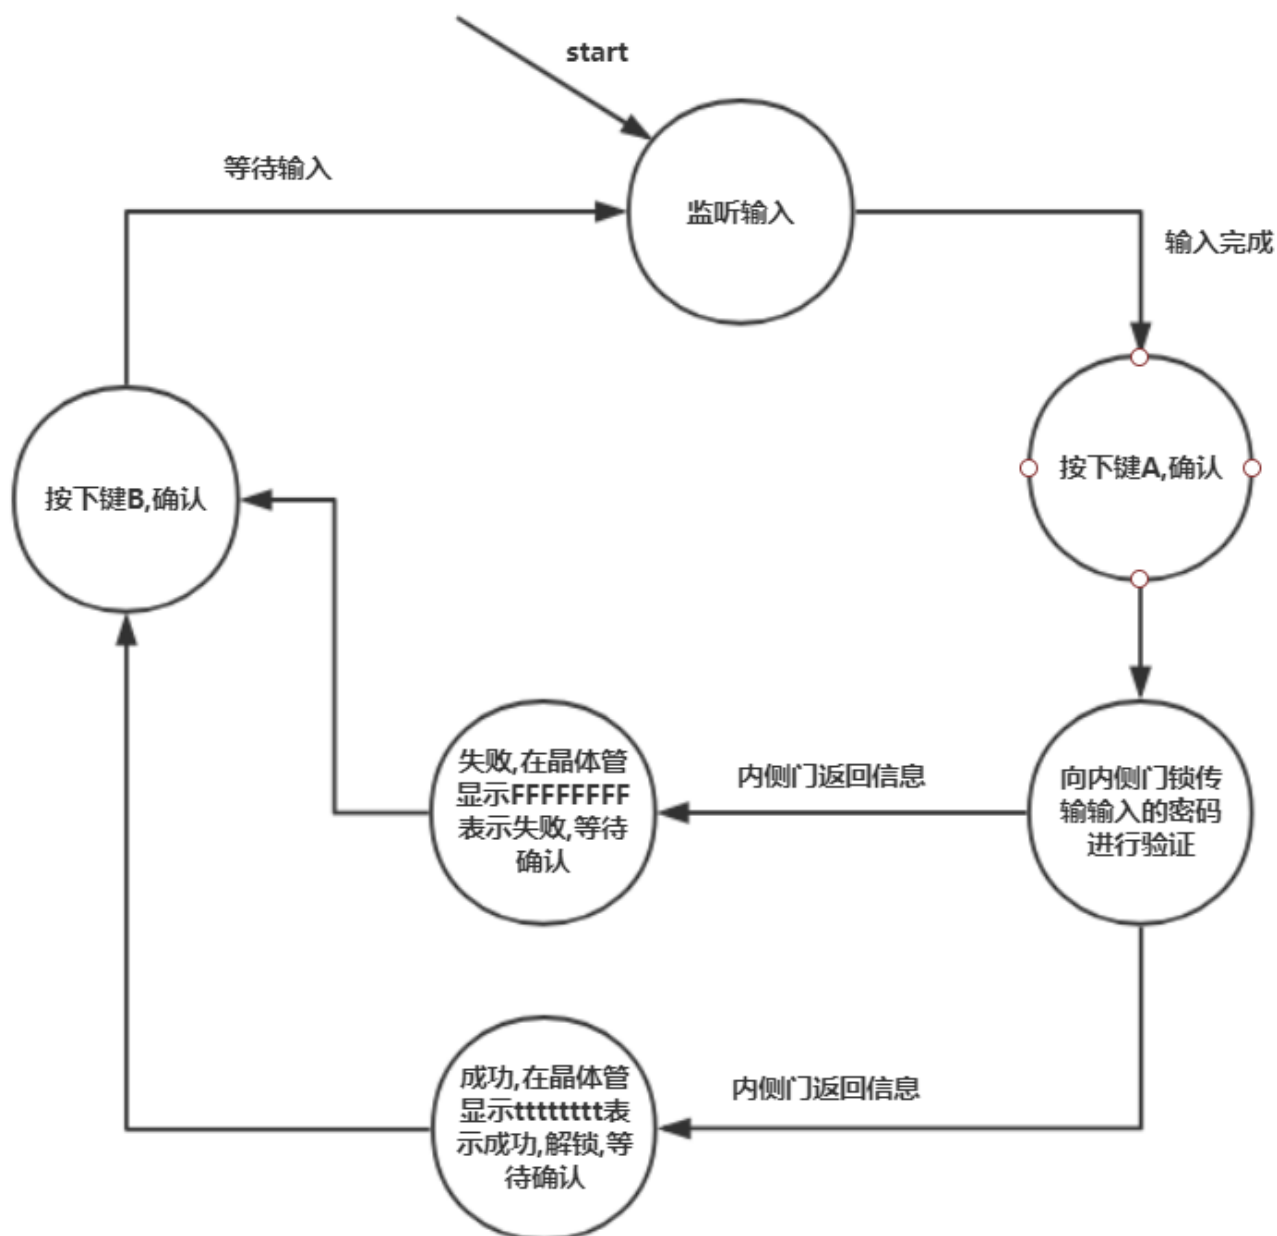 start
等待输入
监听输入
输入完成
按下键A,确认
按下键B,确认
失败,在晶体管
显示FFFFFFFF
表示失败,等待
确认
内侧门返回信息
向内侧门锁传
输输入的密码
进行验证
成功,在晶体管
显示tttttttt表
示成功,解锁,等
待确认
内侧门返回信息